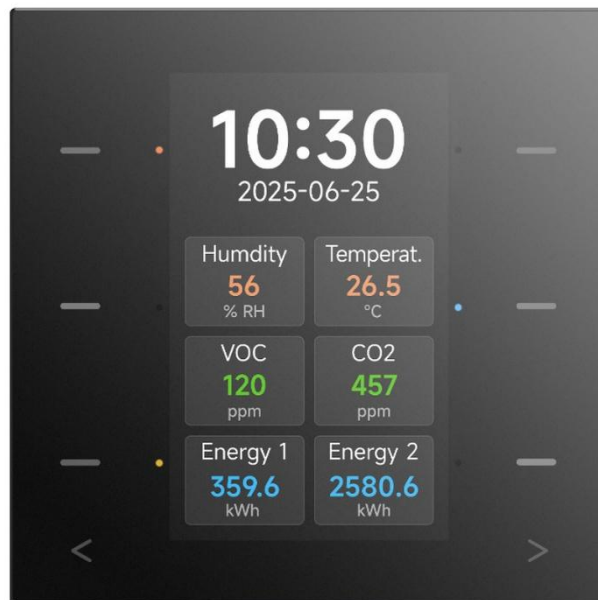 10:30
2025-06-25
Humdity
56
% RH
Temperat.
26.5
°C
VOC
120
ppm
CO2
457
ppm
Energy 1
359.6
kWh
Energy 2
2580.6
kWh
< >